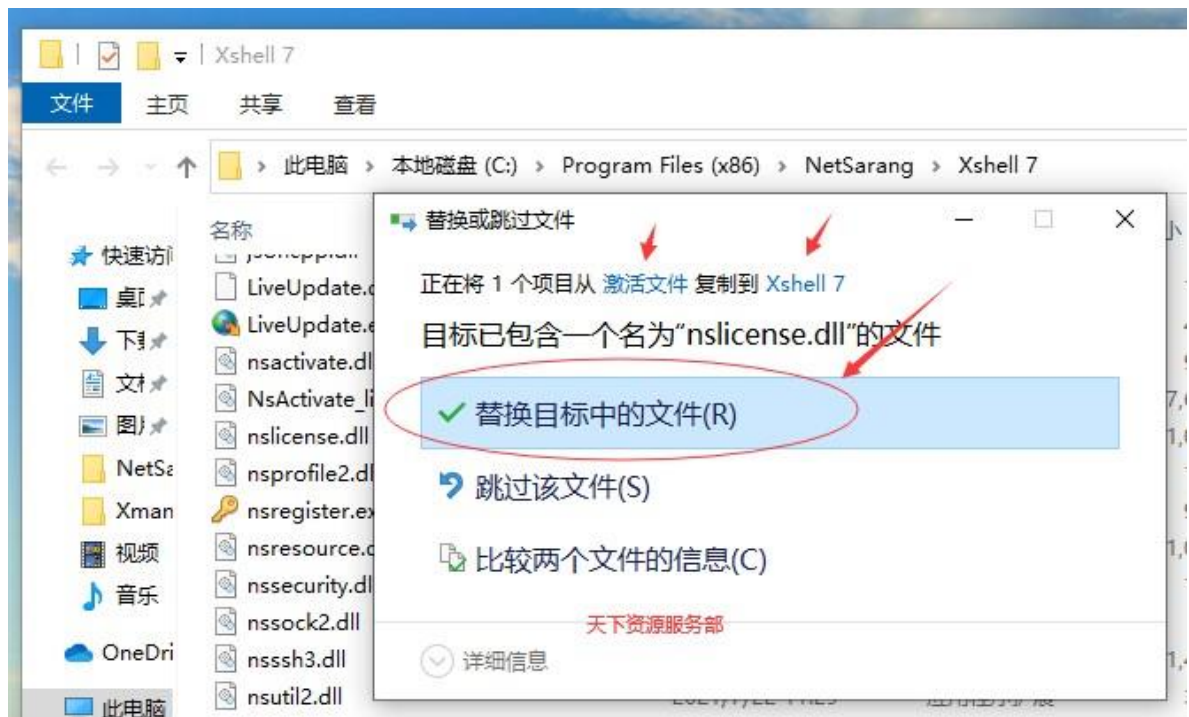 Xshell 7
文件 主页 共享 查看
此电脑 › 本地磁盘 (C:) › Program Files (x86) › NetSarang › Xshell 7
名称
快速访
LiveUpdate.
LiveUpdate.
nsactivate.dl
NsActivate_li
nslicense.dll
nsprofile2.dl
nsregister.ex
nsresource.
nssecurity.dl
nssock2.dll
nsssh3.dll
nsutil2.dll
NetSa
Xman
视频
音乐
OneDri
此电脑
替换或跳过文件
正在将 1 个项目从 激活文件 复制到 Xshell 7
目标已包含一个名为“nslicense.dll”的文件
替换目标中的文件(R)
跳过该文件(S)
比较两个文件的信息(C)
天下资源服务部
详细信息